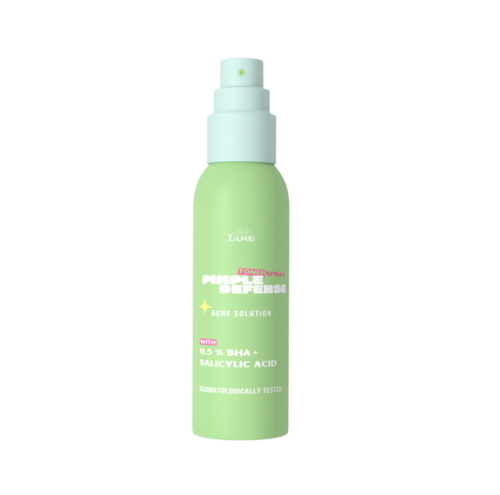 TONER SPRAY
PIMPLE
DEFENSE
ACNE SOLUTION
WITH
0.5 % BHA +
SALICYLIC ACID
DERMATOLOGICALLY TESTED